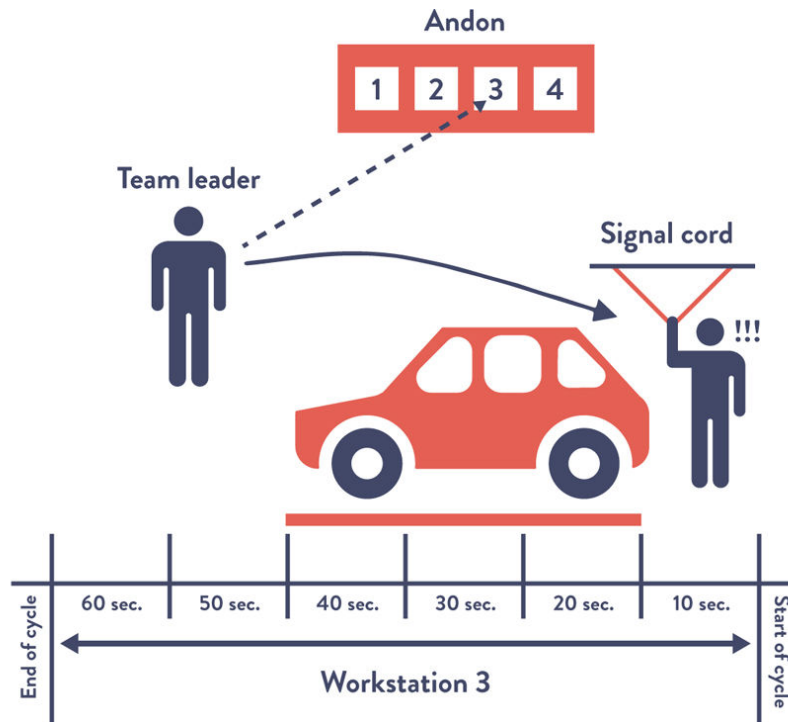 Andon
1 2 3 4
Team leader
Signal cord
!!!
End of cycle
60 sec.
50 sec.
40 sec.
30 sec.
20 sec.
10 sec.
Start of cycle
Workstation 3